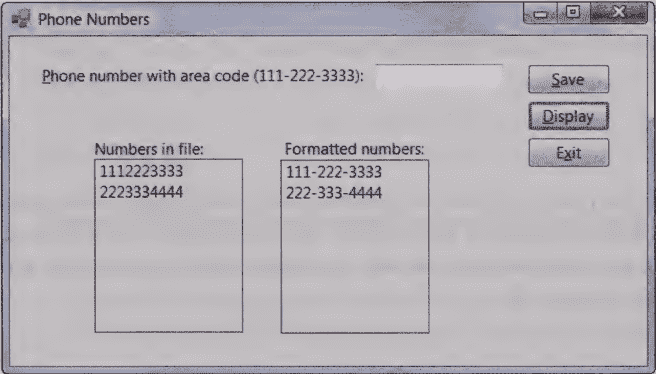 Phone Numbers
Phone number with area code (111-222-3333):
Save
Display
Exit
Numbers in file:
1112223333
2223334444
Formatted numbers:
111-222-3333
222-333-4444